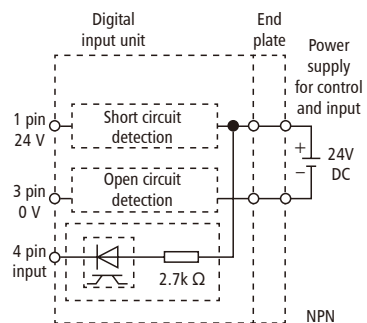 Digital
input unit
End
plate
Power
supply
for control
and input
1 pin
24 V
Short circuit
detection
+
−
24V
DC
3 pin
0 V
Open circuit
detection
4 pin
input
2.7k Ω
NPN